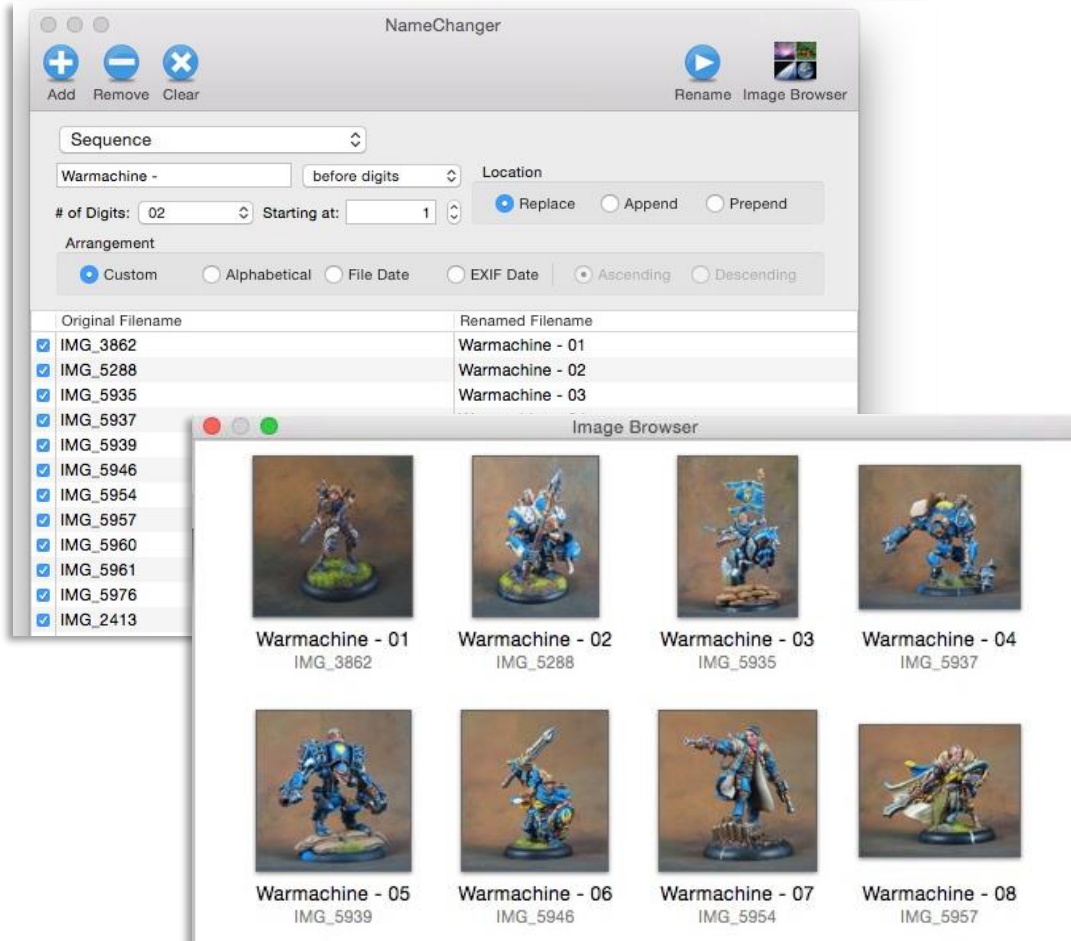 NameChanger
Add Remove Clear Rename Image Browser
Sequence
Location
Warmachine - before digits
Replace Append Prepend
# of Digits: 02 Starting at: 1
Arrangement
Custom Alphabetical File Date EXIF Date Ascending Descending
Original Filename Renamed Filename
IMG_3862 Warmachine - 01
IMG_5288 Warmachine - 02
IMG_5935 Warmachine - 03
IMG_5937
IMG_5939
IMG_5946
IMG_5954
IMG_5957
IMG_5960
IMG_5961
IMG_5976
IMG_2413
Image Browser
Warmachine - 01 Warmachine - 02 Warmachine - 03 Warmachine - 04
IMG_3862 IMG_5288 IMG_5935 IMG_5937
Warmachine - 05 Warmachine - 06 Warmachine - 07 Warmachine - 08
IMG_5939 IMG_5946 IMG_5954 IMG_5957